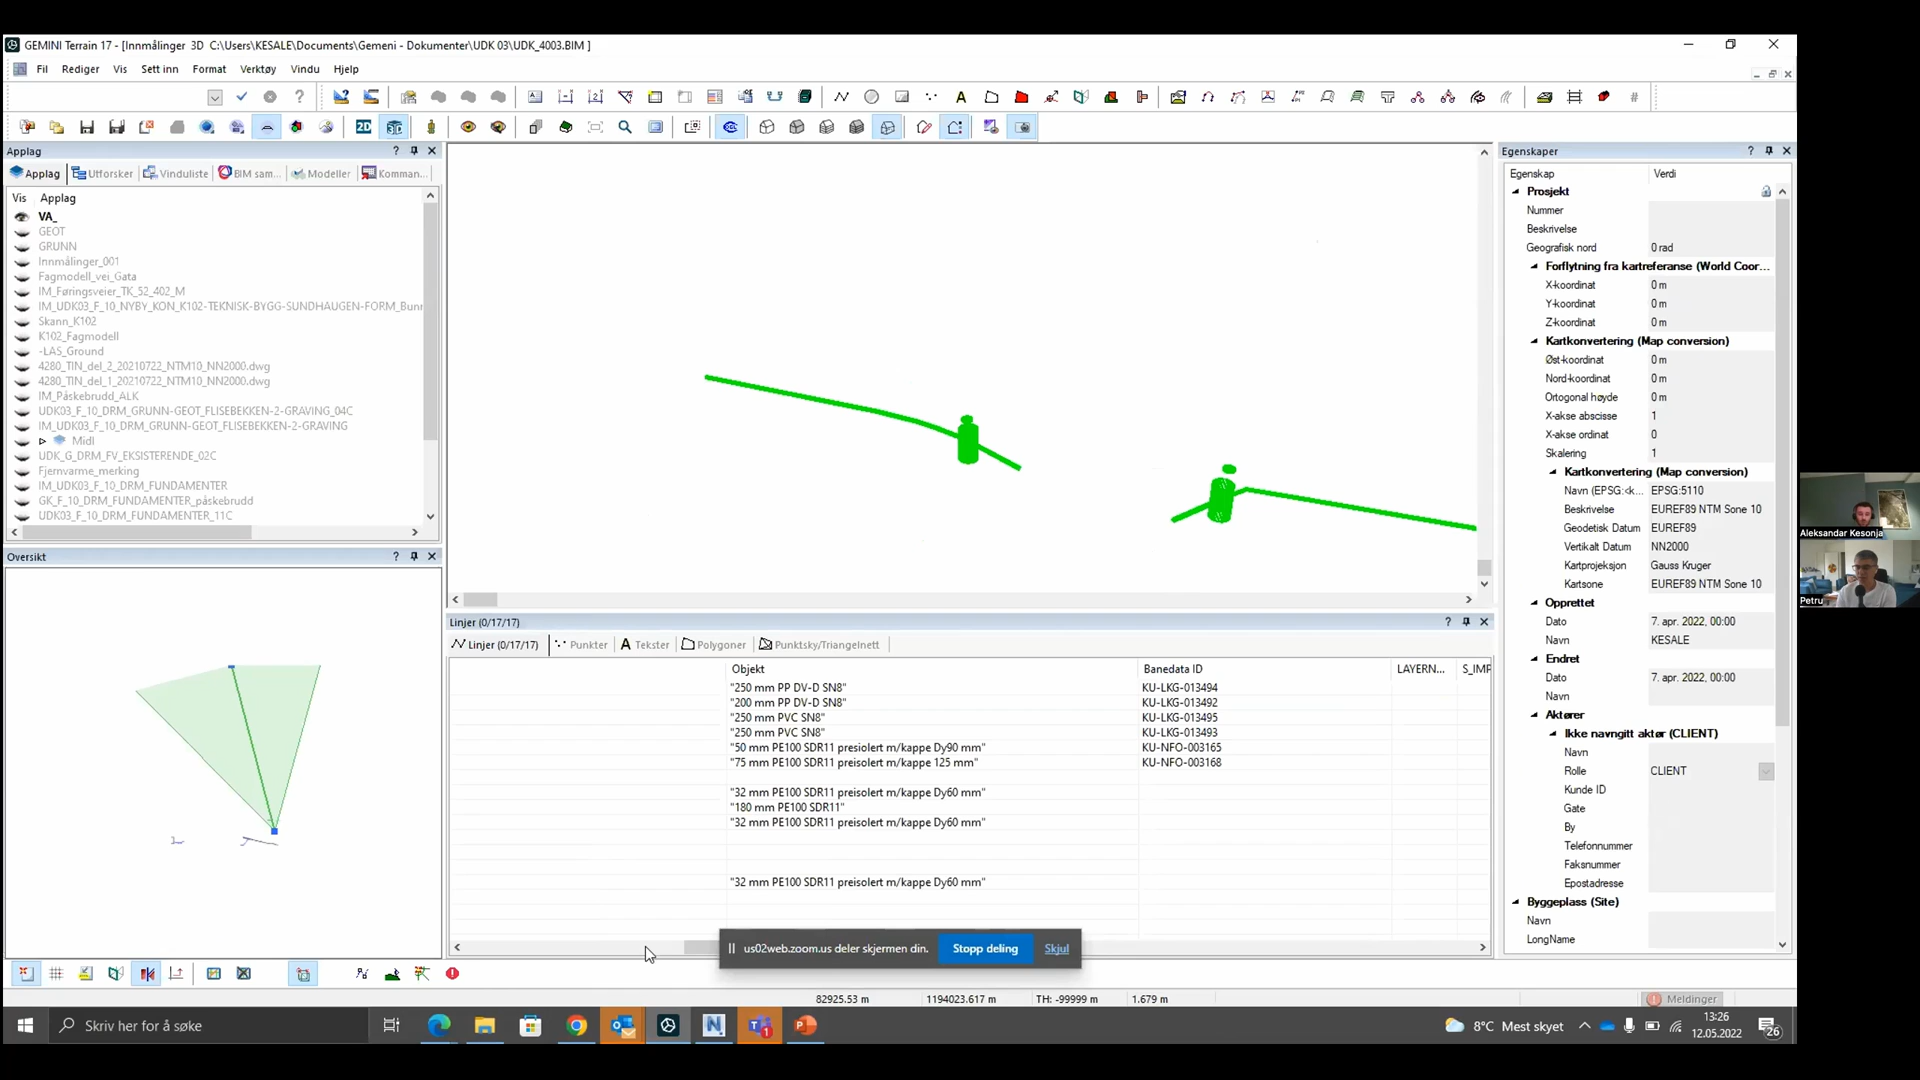 GEMINI Terrain 17 - [Innmålinger 3D C:\Users\KESALE\Documents\Gemeni - Dokumenter\UDK 03\UDK_4003.BIM ]
Fil Rediger Vis Sett inn Format Verktøy Vindu Hjelp
2D 3D
Applag
Applag Utforsker Vinduliste BIM sam... Modeller Komman...
Vis Applag
VA_
GEOT
GRUNN
Innmålinger_001
Fagmodell_vei_Gata
IM_Føringsveier_TK_52_402_M
IM_UDK03_F_10_NYBY_KON_K102-TEKNISK-BYGG-SUNDHAUGEN-FORM_Bunr
Skann_K102
K102_Fagmodell
-LAS_Ground
4280_TIN_del_2_20210722_NTM10_NN2000.dwg
4280_TIN_del_1_20210722_NTM10_NN2000.dwg
IM_Påskebrudd_ALK
UDK03_F_10_DRM_GRUNN-GEOT_FLISEBEKKEN-2-GRAVING_04C
IM_UDK03_F_10_DRM_GRUNN-GEOT_FLISEBEKKEN-2-GRAVING
Midl
UDK_G_DRM_FV_EKSISTERENDE_02C
Fjernvarme_merking
IM_UDK03_F_10_DRM_FUNDAMENTER
GK_F_10_DRM_FUNDAMENTER_påskebrudd
UDK03_F_10_DRM_FUNDAMENTER_11C
Oversikt
Linjer (0/17/17)
Linjer (0/17/17) Punkter Tekster Polygoner Punktsky/Triangelnett
Objekt Banedata ID LAYERN... S_IMP
"250 mm PP DV-D SN8" KU-LKG-013494
"200 mm PP DV-D SN8" KU-LKG-013492
"250 mm PVC SN8" KU-LKG-013495
"250 mm PVC SN8" KU-LKG-013493
"50 mm PE100 SDR11 preisolert m/kappe Dy90 mm" KU-NFO-003165
"75 mm PE100 SDR11 preisolert m/kappe 125 mm" KU-NFO-003168
"32 mm PE100 SDR11 preisolert m/kappe Dy60 mm"
"180 mm PE100 SDR11"
"32 mm PE100 SDR11 preisolert m/kappe Dy60 mm"
"32 mm PE100 SDR11 preisolert m/kappe Dy60 mm"
us02web.zoom.us deler skjermen din. Stopp deling Skjul
Egenskaper
Egenskap Verdi
Prosjekt
Nummer
Beskrivelse
Geografisk nord 0 rad
Forflytning fra kartreferanse (World Coor...
X-koordinat 0 m
Y-koordinat 0 m
Z-koordinat 0 m
Kartkonvertering (Map conversion)
Øst-koordinat 0 m
Nord-koordinat 0 m
Ortogonal høyde 0 m
X-akse abscisse 1
X-akse ordinat 0
Skalering 1
Kartkonvertering (Map conversion)
Navn (EPSG:<k... EPSG:5110
Beskrivelse EUREF89 NTM Sone 10
Geodetisk Datum EUREF89
Vertikalt Datum NN2000
Kartprojeksjon Gauss Kruger
Kartsone EUREF89 NTM Sone 10
Opprettet
Dato 7. apr. 2022, 00:00
Navn KESALE
Endret
Dato 7. apr. 2022, 00:00
Navn
Aktører
Ikke navngitt aktør (CLIENT)
Navn
Rolle CLIENT
Kunde ID
Gate
By
Telefonnummer
Faksnummer
Epostadresse
Byggeplass (Site)
Navn
LongName
Aleksandar Kesonja
Petru
82925.53 m 1194023.617 m TH: -99999 m 1.679 m Meldinger
Skriv her for å søke
8°C Mest skyet
13:26
12.05.2022
26